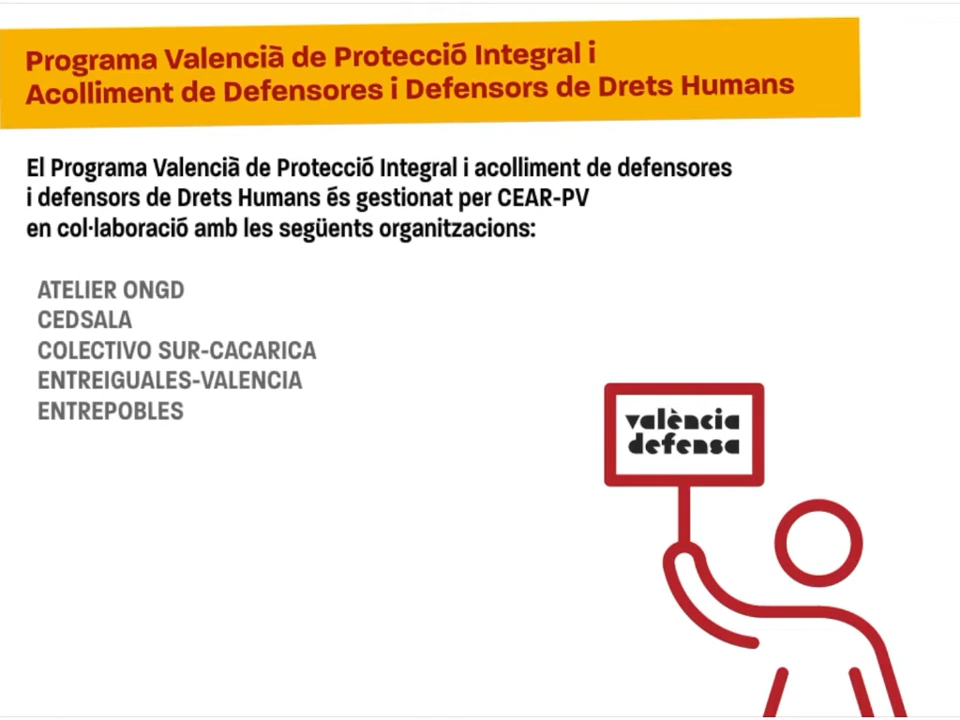 Programa Valencià de Protecció Integral i
Acolliment de Defensores i Defensors de Drets Humans
El Programa Valencià de Protecció Integral i acolliment de defensores
i defensors de Drets Humans és gestionat per CEAR-PV
en col·laboració amb les següents organitzacions:
ATELIER ONGD
CEDSALA
COLECTIVO SUR-CACARICA
ENTREIGUALES-VALENCIA
ENTREPOBLES
valència
defensa